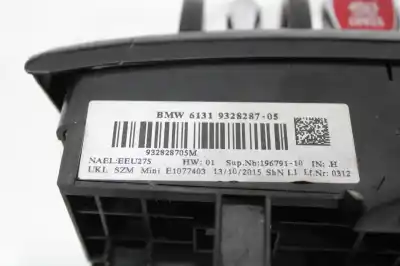 BMW 6131 9328287-05
932828705M
NAEL/EEU275 HW: 01 Sup.Nb:196791-10 IN: .H
UKL SZM Mini E1077403 13/10/2015 ShN L1 Lf.Nr: 0312